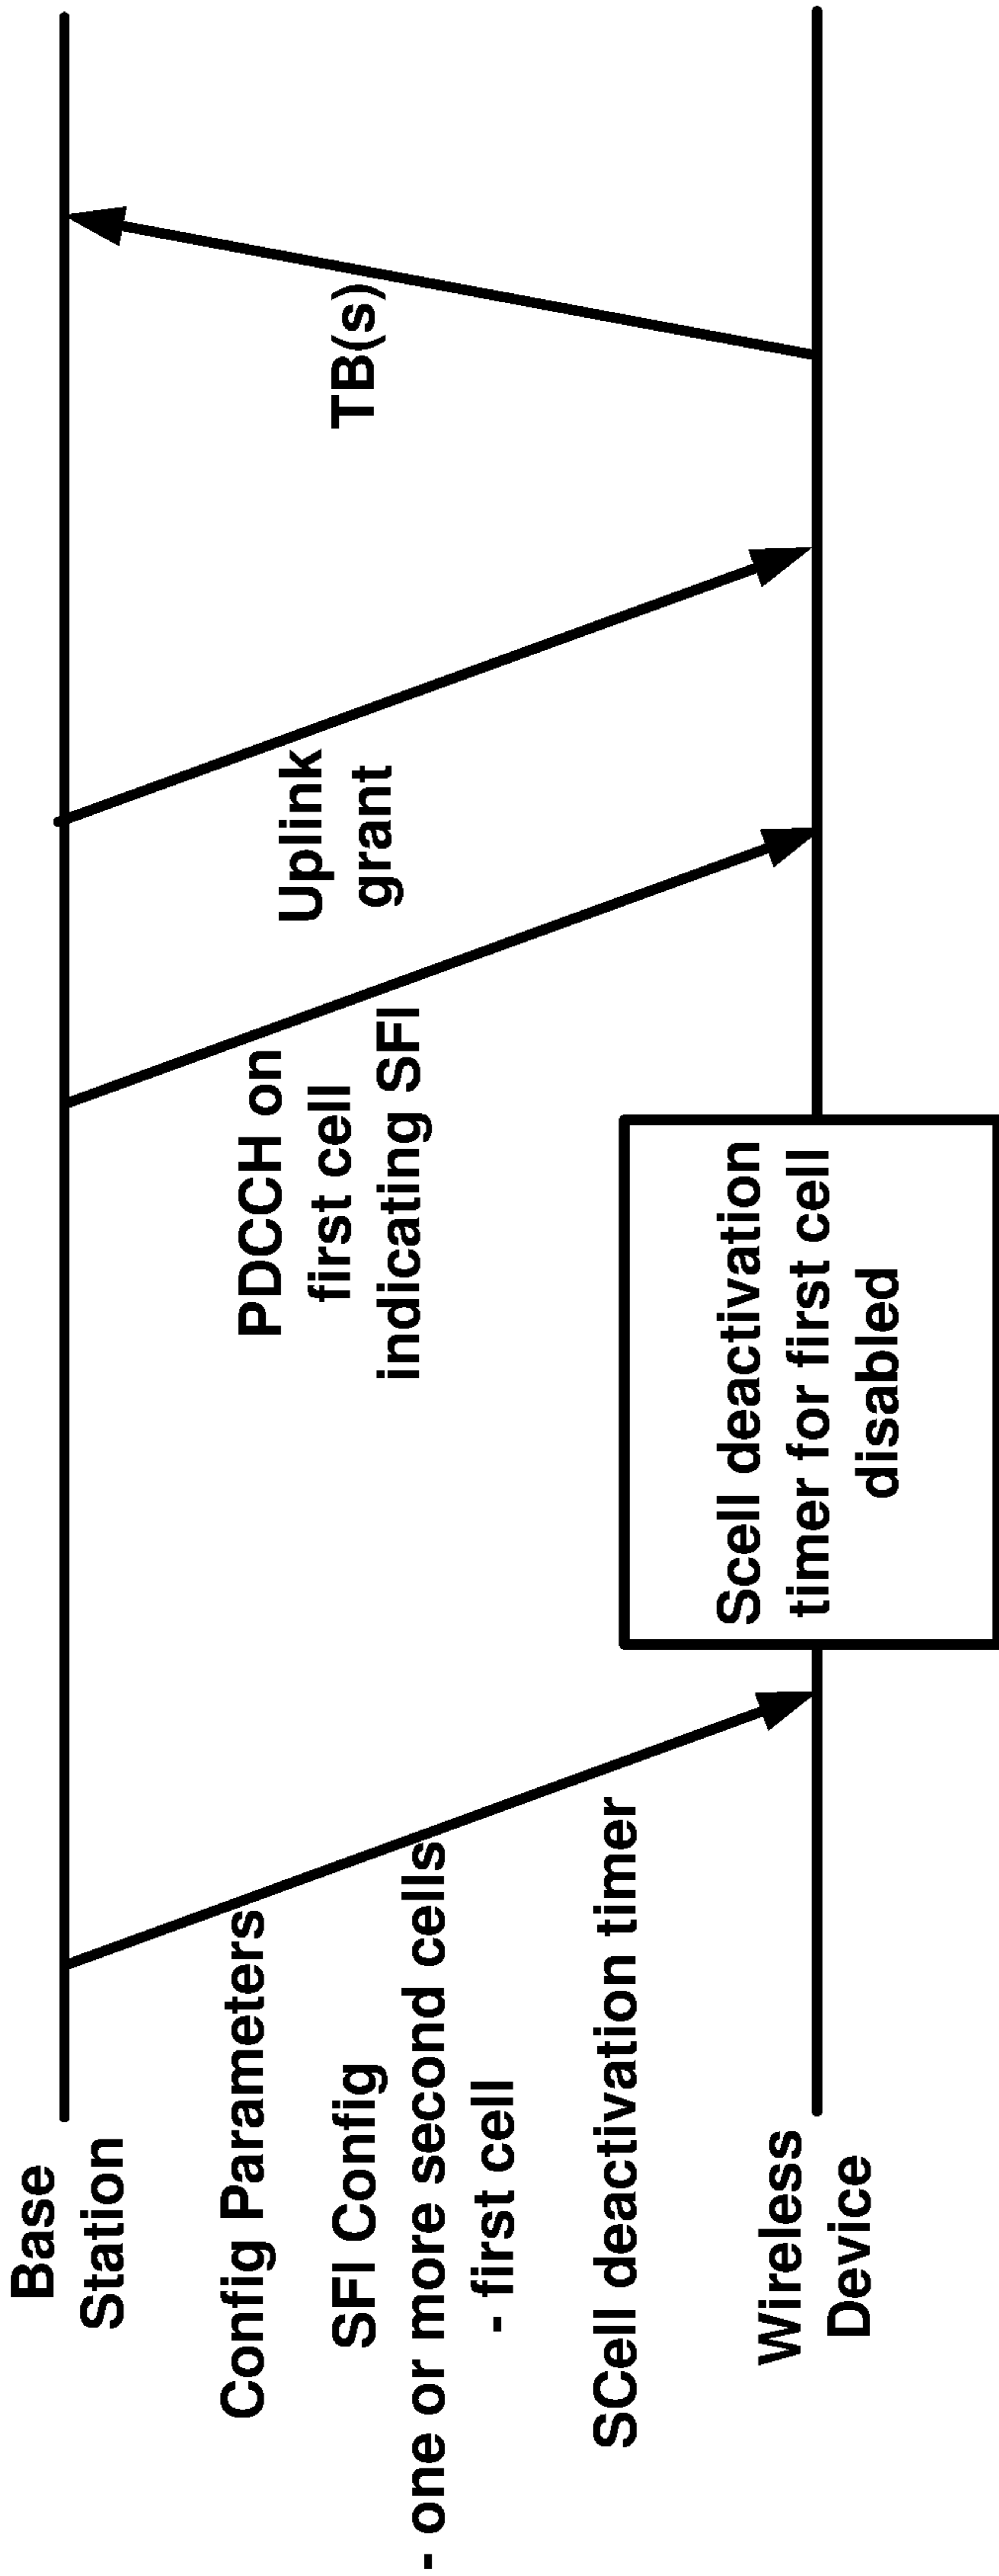 Base
Station
Config Parameters
SFI Config
- one or more second cells
- first cell
SCell deactivation timer
Wireless
Device
Scell deactivation
timer for first cell
disabled
PDCCH on
first cell
indicating SFI
Uplink
grant
TB(s)